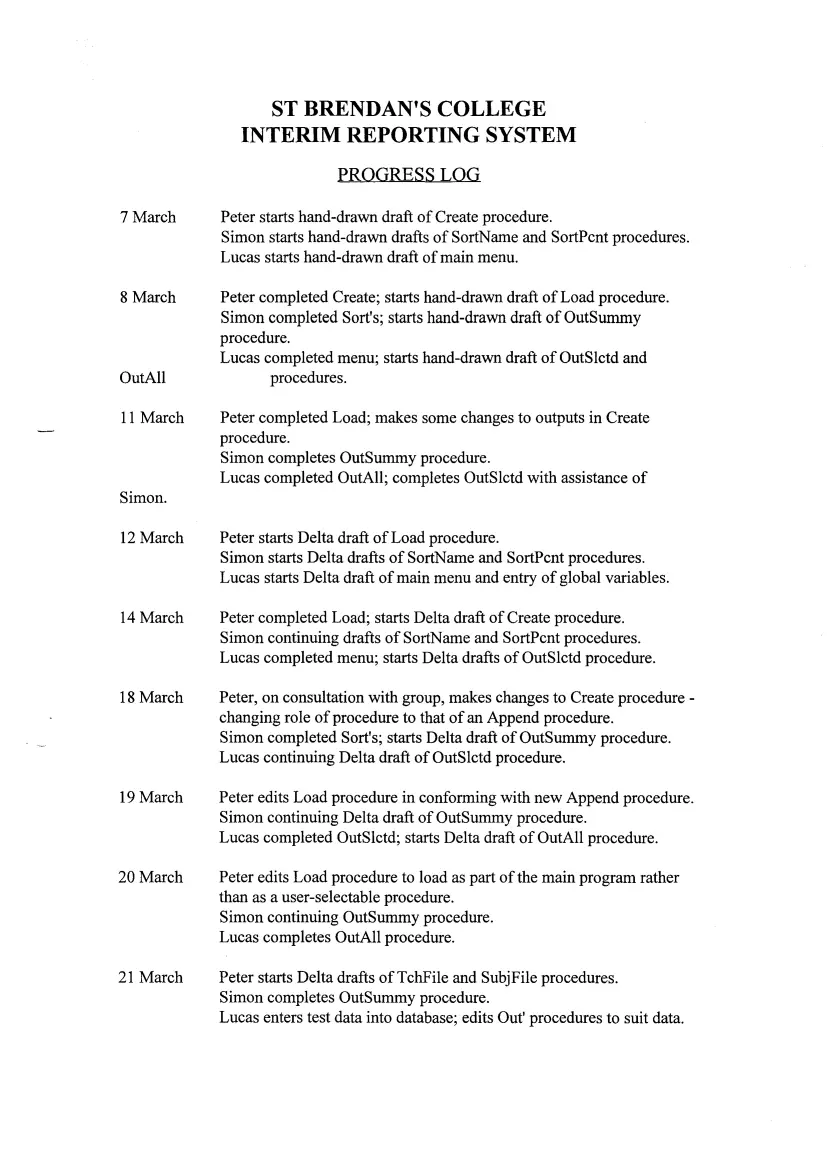 ST BRENDAN'S COLLEGE
INTERIM REPORTING SYSTEM
PROGRESS LOG
7 March Peter starts hand-drawn draft of Create procedure.
Simon starts hand-drawn drafts of SortName and SortPcnt procedures.
Lucas starts hand-drawn draft of main menu.
8 March Peter completed Create; starts hand-drawn draft of Load procedure.
Simon completed Sort's; starts hand-drawn draft of OutSummy
procedure.
Lucas completed menu; starts hand-drawn draft of OutSlctd and
OutAll procedures.
11 March Peter completed Load; makes some changes to outputs in Create
procedure.
Simon completes OutSummy procedure.
Lucas completed OutAll; completes OutSlctd with assistance of
Simon.
12 March Peter starts Delta draft of Load procedure.
Simon starts Delta drafts of SortName and SortPcnt procedures.
Lucas starts Delta draft of main menu and entry of global variables.
14 March Peter completed Load; starts Delta draft of Create procedure.
Simon continuing drafts of SortName and SortPcnt procedures.
Lucas completed menu; starts Delta drafts of OutSlctd procedure.
18 March Peter, on consultation with group, makes changes to Create procedure -
changing role of procedure to that of an Append procedure.
Simon completed Sort's; starts Delta draft of OutSummy procedure.
Lucas continuing Delta draft of OutSlctd procedure.
19 March Peter edits Load procedure in conforming with new Append procedure.
Simon continuing Delta draft of OutSummy procedure.
Lucas completed OutSlctd; starts Delta draft of OutAll procedure.
20 March Peter edits Load procedure to load as part of the main program rather
than as a user-selectable procedure.
Simon continuing OutSummy procedure.
Lucas completes OutAll procedure.
21 March Peter starts Delta drafts of TchFile and SubjFile procedures.
Simon completes OutSummy procedure.
Lucas enters test data into database; edits Out' procedures to suit data.